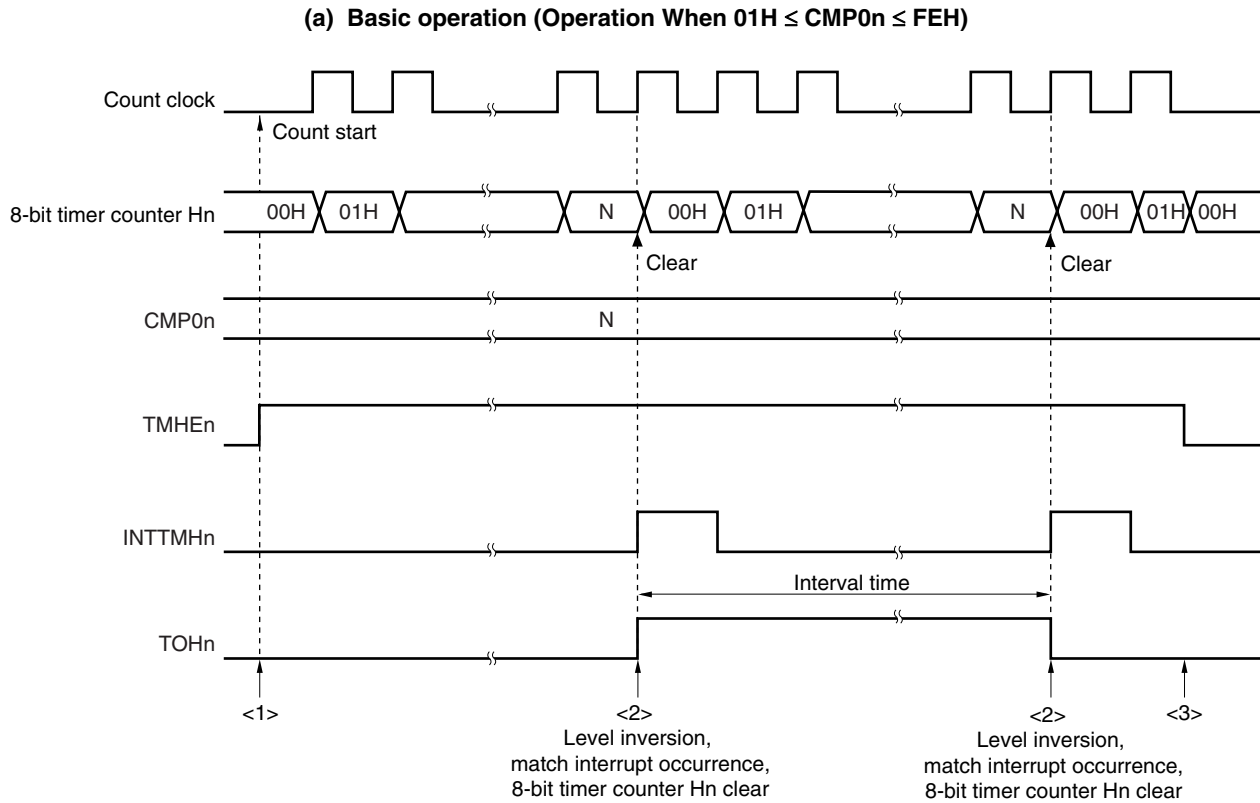 (a) Basic operation (Operation When 01H ≤ CMP0n ≤ FEH)
Count clock
Count start
8-bit timer counter Hn
00H 01H N 00H 01H N 00H 01H 00H
Clear Clear
CMP0n
N
TMHEn
INTTMHn
Interval time
TOHn
<1> <2> <2> <3>
Level inversion,
match interrupt occurrence,
8-bit timer counter Hn clear
Level inversion,
match interrupt occurrence,
8-bit timer counter Hn clear